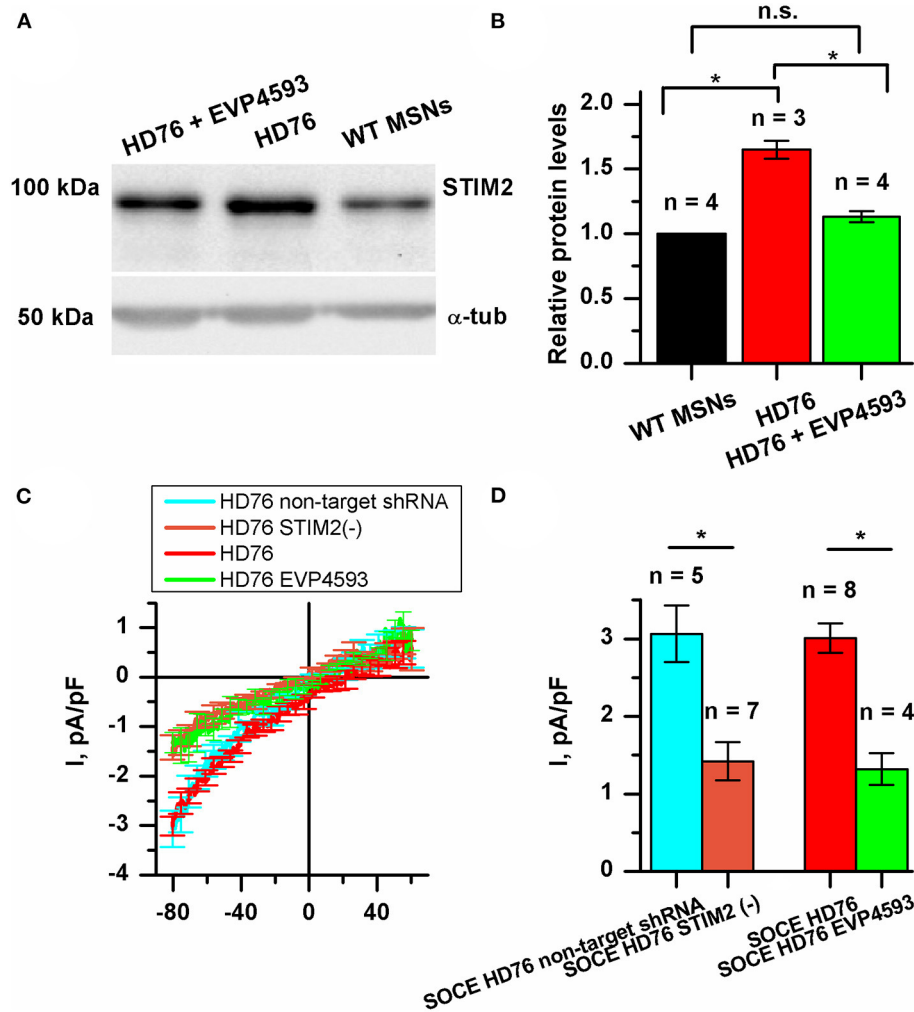 A
HD76 + EVP4593
HD76
WT MSNs
100 kDa
STIM2
50 kDa
α-tub
B
n.s.
*
*
Relative protein levels
2.0
1.5
1.0
0.5
0.0
n = 4
n = 3
n = 4
WT MSNs
HD76
HD76 + EVP4593
C
HD76 non-target shRNA
HD76 STIM2(-)
HD76
HD76 EVP4593
I, pA/pF
1
0
-1
-2
-3
-4
-80
-40
0
40
D
*
*
n = 5
n = 7
n = 8
n = 4
I, pA/pF
3
2
1
0
SOCE HD76 non-target shRNA
SOCE HD76 STIM2 (-)
SOCE HD76
SOCE HD76 EVP4593